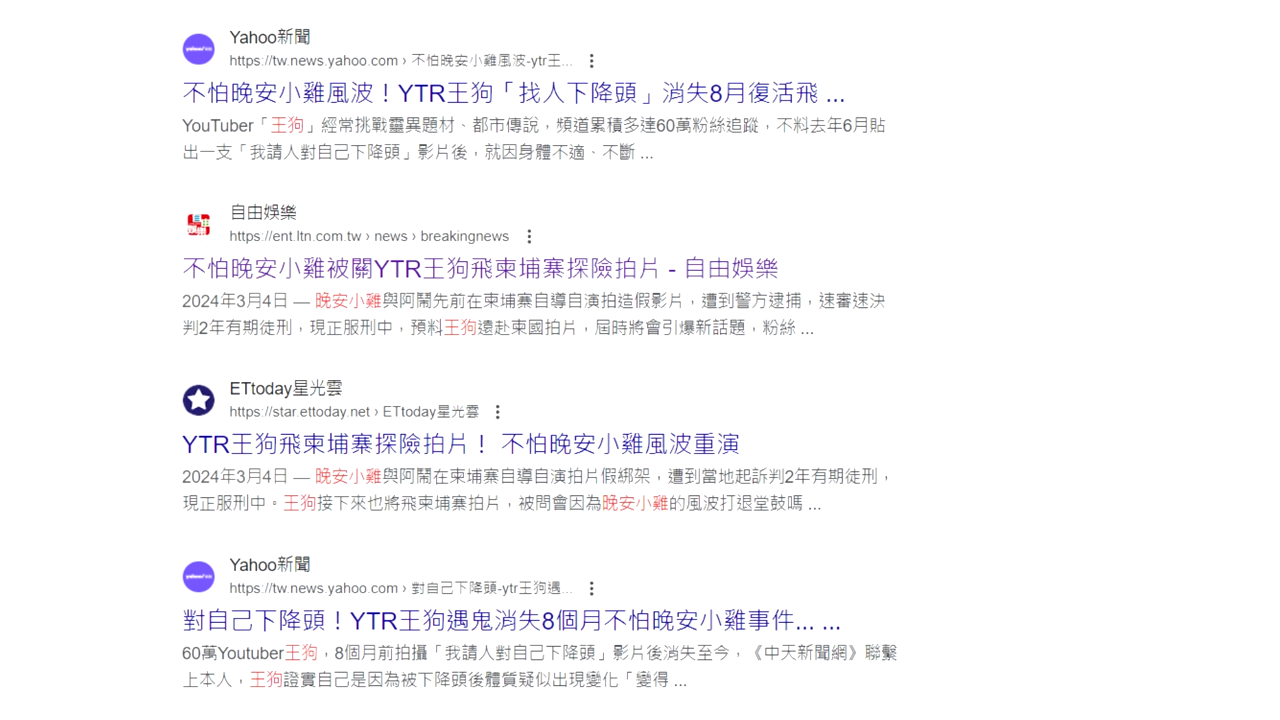 Yahoo新聞
https://tw.news.yahoo.com › 不怕晚安小雞風波-ytr王...
不怕晚安小雞風波！YTR王狗「找人下降頭」消失8月復活飛 ...
YouTuber「王狗」經常挑戰靈異題材、都市傳說，頻道累積多達60萬粉絲追蹤，不料去年6月貼
出一支「我請人對自己下降頭」影片後，就因身體不適、不斷 ...
自由娛樂
https://ent.ltn.com.tw › news › breakingnews
不怕晚安小雞被關YTR王狗飛柬埔寨探險拍片 - 自由娛樂
2024年3月4日 — 晚安小雞與阿鬧先前在柬埔寨自導自演拍造假影片，遭到警方逮捕，速審速決
判2年有期徒刑，現正服刑中，預料王狗遠赴柬國拍片，屆時將會引爆新話題，粉絲 ...
ETtoday星光雲
https://star.ettoday.net › ETtoday星光雲
YTR王狗飛柬埔寨探險拍片！ 不怕晚安小雞風波重演
2024年3月4日 — 晚安小雞與阿鬧在柬埔寨自導自演拍片假綁架，遭到當地起訴判2年有期徒刑，
現正服刑中。王狗接下來也將飛柬埔寨拍片，被問會因為晚安小雞的風波打退堂鼓嗎 ...
Yahoo新聞
https://tw.news.yahoo.com › 對自己下降頭-ytr王狗遇...
對自己下降頭！YTR王狗遇鬼消失8個月不怕晚安小雞事件... ...
60萬Youtuber王狗，8個月前拍攝「我請人對自己下降頭」影片後消失至今，《中天新聞網》聯繫
上本人，王狗證實自己是因為被下降頭後體質疑似出現變化「變得 ...